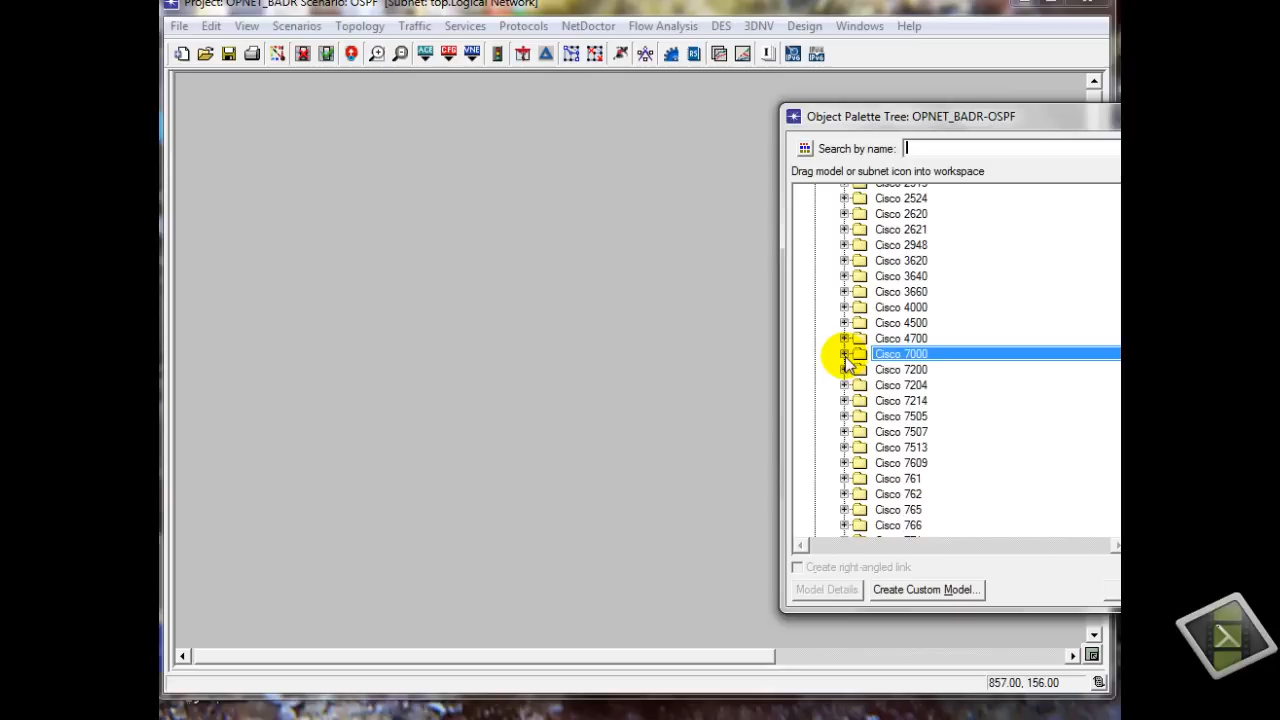 Project: OPNET_BADR Scenario: OSPF [Subnet: top.Logical Network]
File Edit View Scenarios Topology Traffic Services Protocols NetDoctor Flow Analysis DES 3DNV Design Windows Help
Object Palette Tree: OPNET_BADR-OSPF
Search by name:
Drag model or subnet icon into workspace
Cisco 2524
Cisco 2620
Cisco 2621
Cisco 2948
Cisco 3620
Cisco 3640
Cisco 3660
Cisco 4000
Cisco 4500
Cisco 4700
Cisco 7000
Cisco 7200
Cisco 7204
Cisco 7214
Cisco 7505
Cisco 7507
Cisco 7513
Cisco 7609
Cisco 761
Cisco 762
Cisco 765
Cisco 766
Create right-angled link
Model Details Create Custom Model...
857.00, 156.00